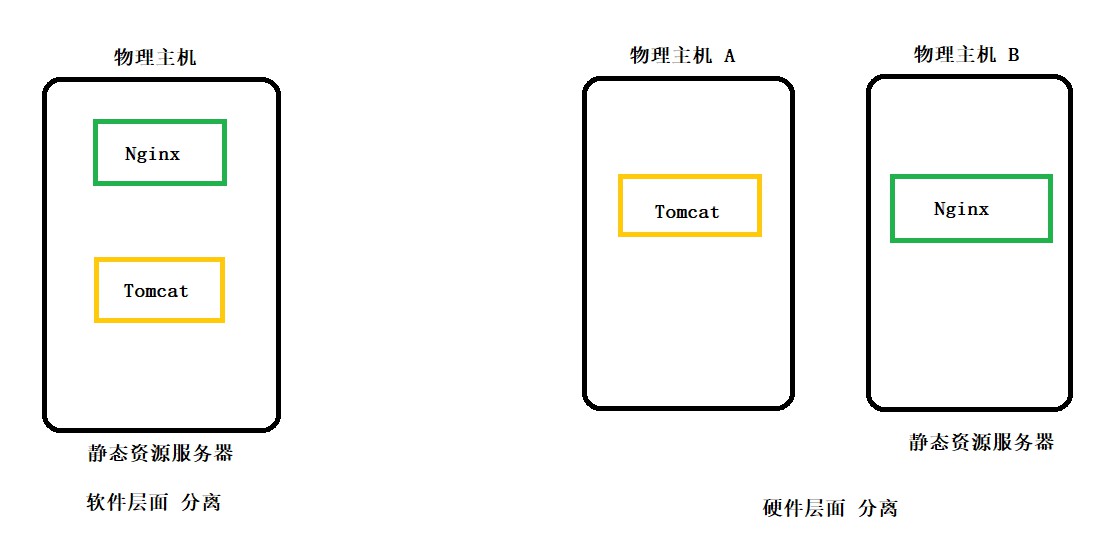 物理主机
Nginx
Tomcat
静态资源服务器
软件层面 分离
物理主机 A
Tomcat
物理主机 B
Nginx
静态资源服务器
硬件层面 分离